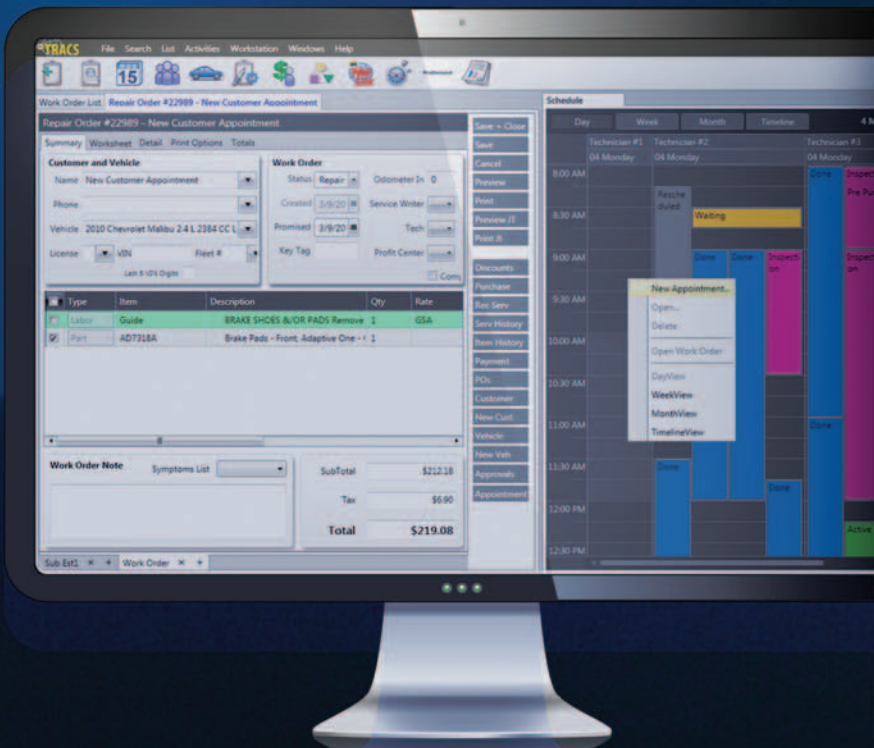 TRACS File Search List Activities Workstation Windows Help
15
Work Order List Repair Order #22989 - New Customer Appointment
Repair Order #22989 - New Customer Appointment
Summary Worksheet Detail Print Options Totals
Customer and Vehicle
Name New Customer Appointment
Phone
Vehicle 2010 Chevrolet Malibu 2.4 L 2384 CC L
License VIN Fleet #
Last 8 VIN Digits
Work Order
Status Repair Odometer In 0
Created 3/9/20 Service Writer
Promised 3/9/20 Tech
Key Tag Profit Center
Type Item Description Qty Rate
Labor Guide BRAKE SHOES &/OR PADS Remove 1 GSA
Part AD7318A Brake Pads - Front, Adaptive One - 1
Work Order Note Symptoms List
SubTotal $212.18
Tax $6.90
Total $219.08
Sub Est1 × + Work Order × +
Save + Close
Save
Cancel
Preview
Print
Preview JT
Print Jt
Discounts
Purchase
Rec Serv
Serv History
Item History
Payment
POs
Customer
New Cust
Vehicle
New Veh
Approvals
Appointment
Schedule
Day Week Month Timeline 4 M
Technician #1 Technician #2 Technician #3
04 Monday 04 Monday 04 Monday
8:00 AM
8:30 AM
9:00 AM
9:30 AM
10:00 AM
10:30 AM
11:00 AM
11:30 AM
12:00 PM
12:30 PM
Resche
duled
Waiting
Done
Done
Inspecti
on
Done
Done
Done
Inspect
Pre Pu
Inspect
on
Done
Active
New Appointment...
Open...
Delete
Open Work Order
DayView
WeekView
MonthView
TimelineView